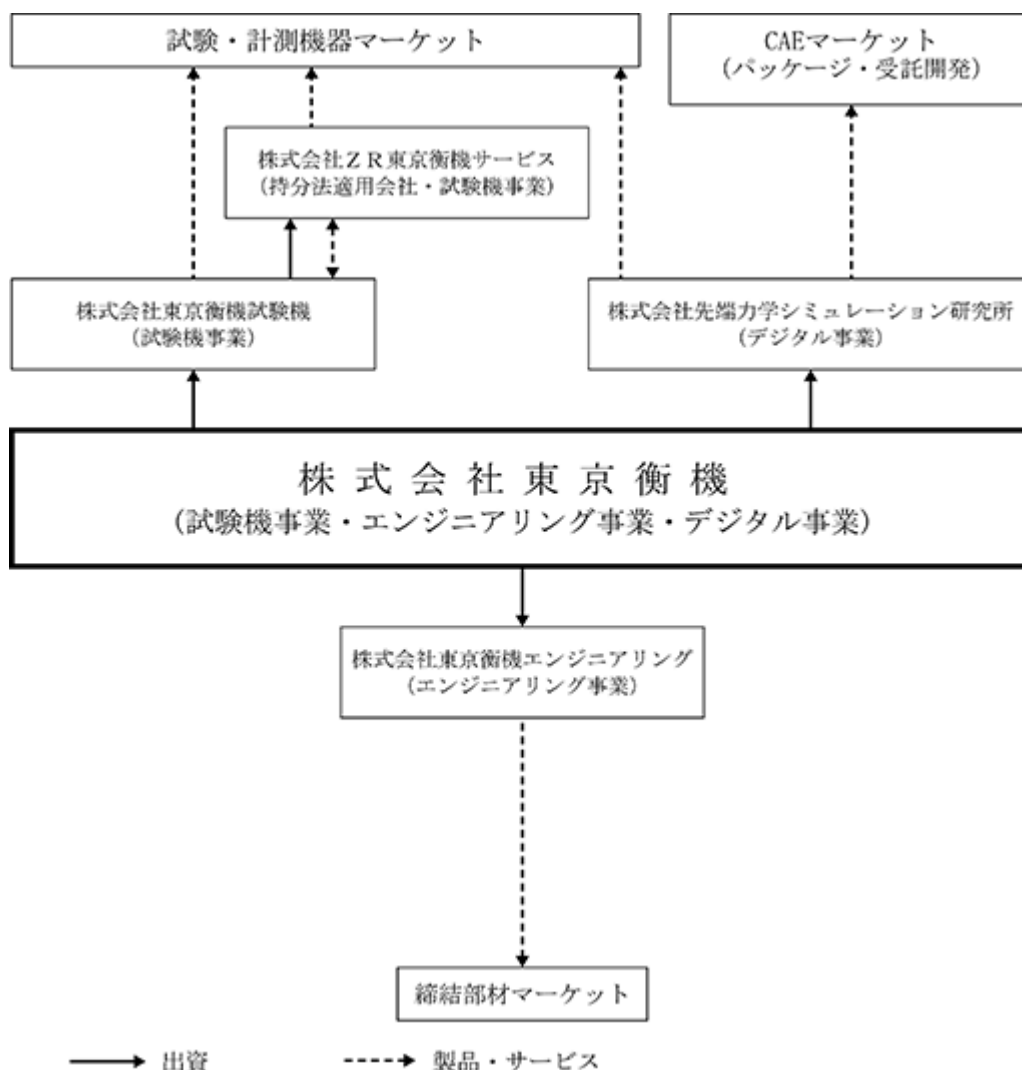 試験・計測機器マーケット
CAEマーケット
(パッケージ・受託開発)
株式会社ZR東京衡機サービス
(持分法適用会社・試験機事業)
株式会社東京衡機試験機
(試験機事業)
株式会社先端力学シミュレーション研究所
(デジタル事業)
株式会社東京衡機
(試験機事業・エンジニアリング事業・デジタル事業)
株式会社東京衡機エンジニアリング
(エンジニアリング事業)
締結部材マーケット
出資
製品・サービス